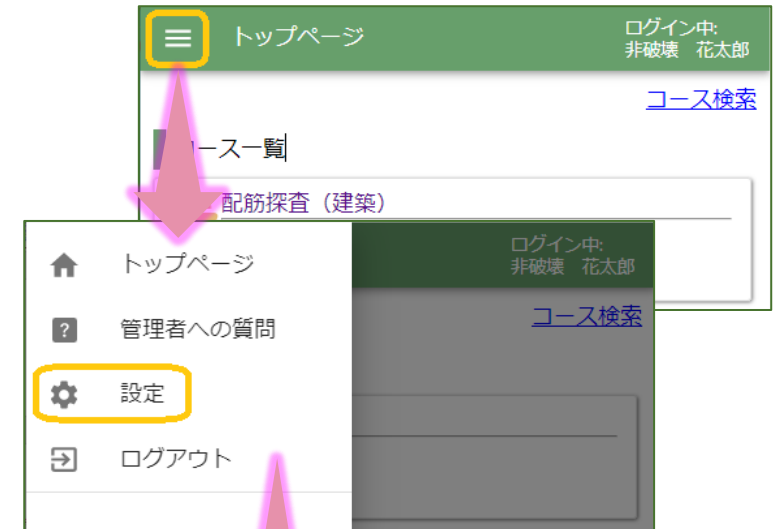 トップページ
ログイン中:
非破壊 花太郎
コース検索
ース一覧
配筋探査（建築）
トップページ
管理者への質問
設定
ログアウト
ログイン中:
非破壊 花太郎
コース検索